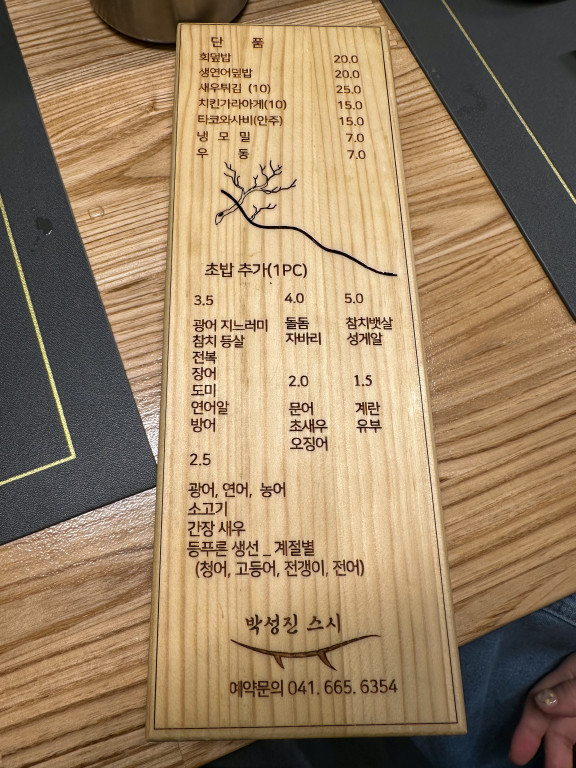 단 품
회덮밥 20.0
생연어덮밥 20.0
새우튀김 (10) 25.0
치킨가라아게(10) 15.0
타코와사비(안주) 15.0
냉 모 밀 7.0
우 동 7.0
초밥 추가(1PC)
3.5
광어 지느러미
참치 등살
전복
장어
도미
연어알
방어
4.0
돌돔
자바리
5.0
참치뱃살
성게알
2.0
문어
초새우
오징어
1.5
계란
유부
2.5
광어, 연어, 농어
소고기
간장 새우
등푸른 생선 _ 계절별
(청어, 고등어, 전갱이, 전어)
박성진 스시
예약문의 041. 665. 6354